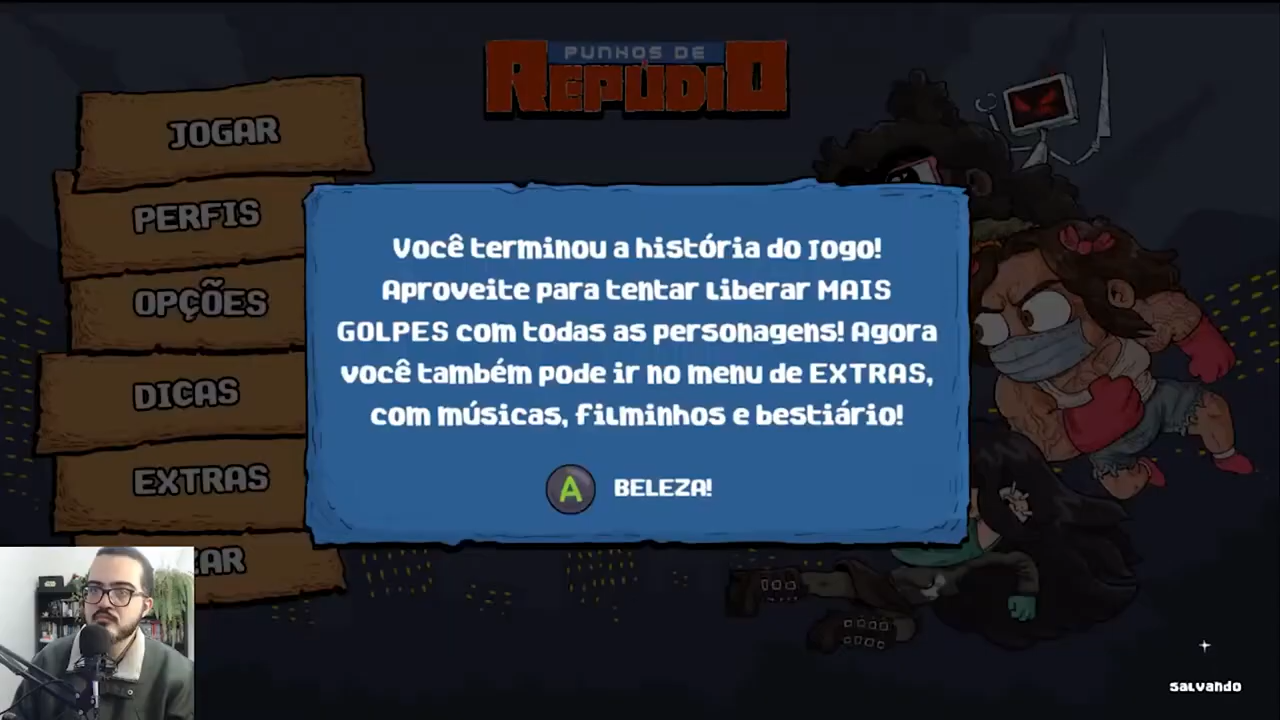 PUNHOS DE
REPÚDIO
JOGAR
PERFIS
OPÇÕES
DICAS
EXTRAS
Você terminou a história do jogo!
Aproveite para tentar liberar MAIS
GOLPES com todas as personagens! Agora
você também pode ir no menu de EXTRAS,
com músicas, filminhos e bestiário!
A BELEZA!
SALVANDO